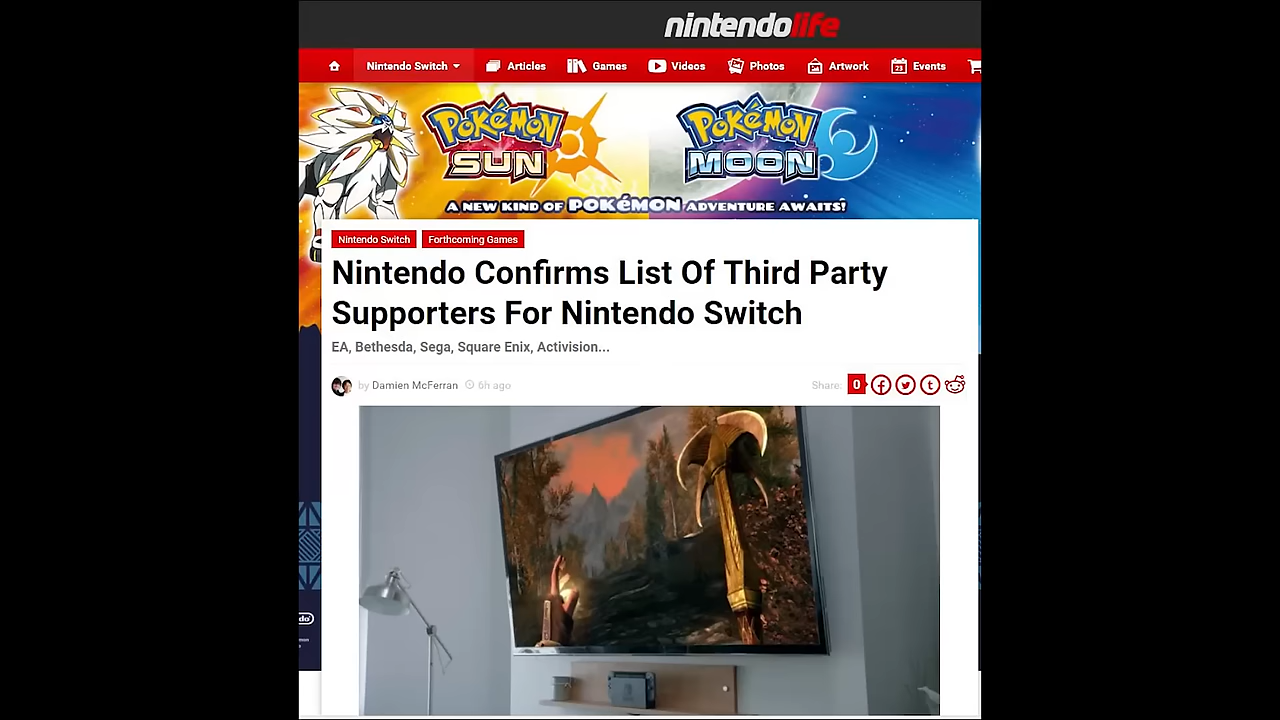 nintendolife
Nintendo Switch Articles Games Videos Photos Artwork 23 Events
POKéMON SUN POKéMON MOON
A NEW KIND OF POKéMON ADVENTURE AWAITS!
Nintendo Switch Forthcoming Games
Nintendo Confirms List Of Third Party
Supporters For Nintendo Switch
EA, Bethesda, Sega, Square Enix, Activision...
by Damien McFerran 6h ago Share: 0